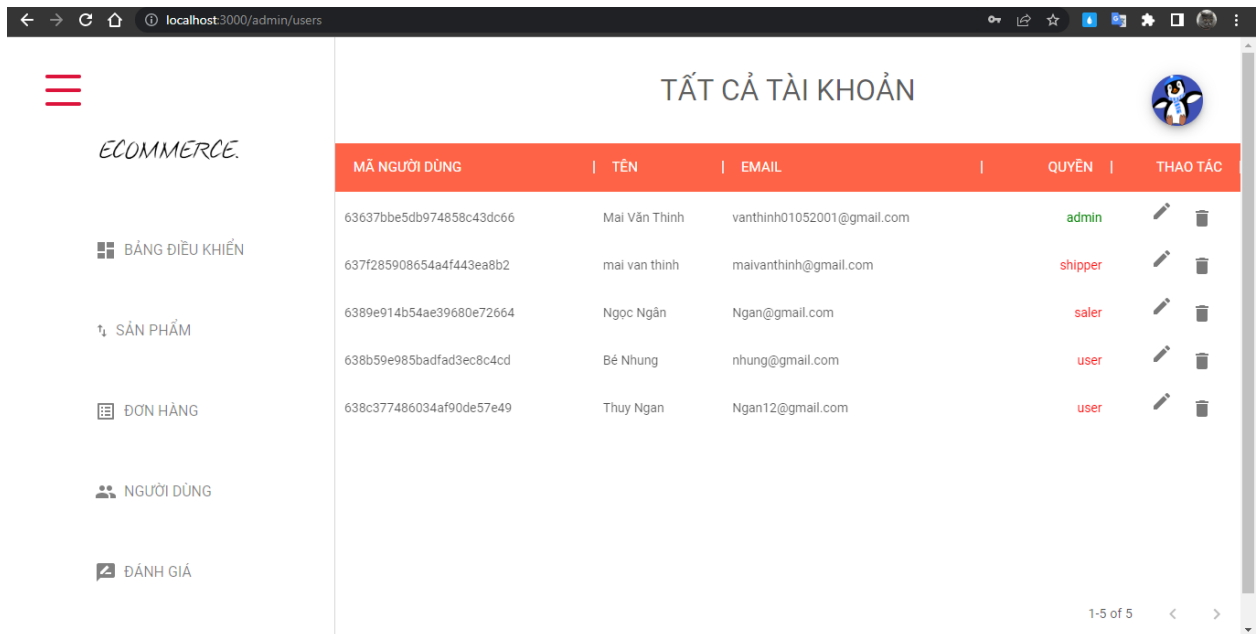 localhost:3000/admin/users
TẤT CẢ TÀI KHOẢN
ECOMMERCE.
BẢNG ĐIỀU KHIỂN
SẢN PHẨM
ĐƠN HÀNG
NGƯỜI DÙNG
ĐÁNH GIÁ
MÃ NGƯỜI DÙNG TÊN EMAIL QUYỀN THAO TÁC
63637bbe5db974858c43dc66 Mai Văn Thinh vanthinh01052001@gmail.com admin
637f285908654a4f443ea8b2 mai van thinh maivanthinh@gmail.com shipper
6389e914b54ae39680e72664 Ngọc Ngân Ngan@gmail.com saler
638b59e985badfad3ec8c4cd Bé Nhung nhung@gmail.com user
638c377486034af90de57e49 Thuy Ngan Ngan12@gmail.com user
1-5 of 5